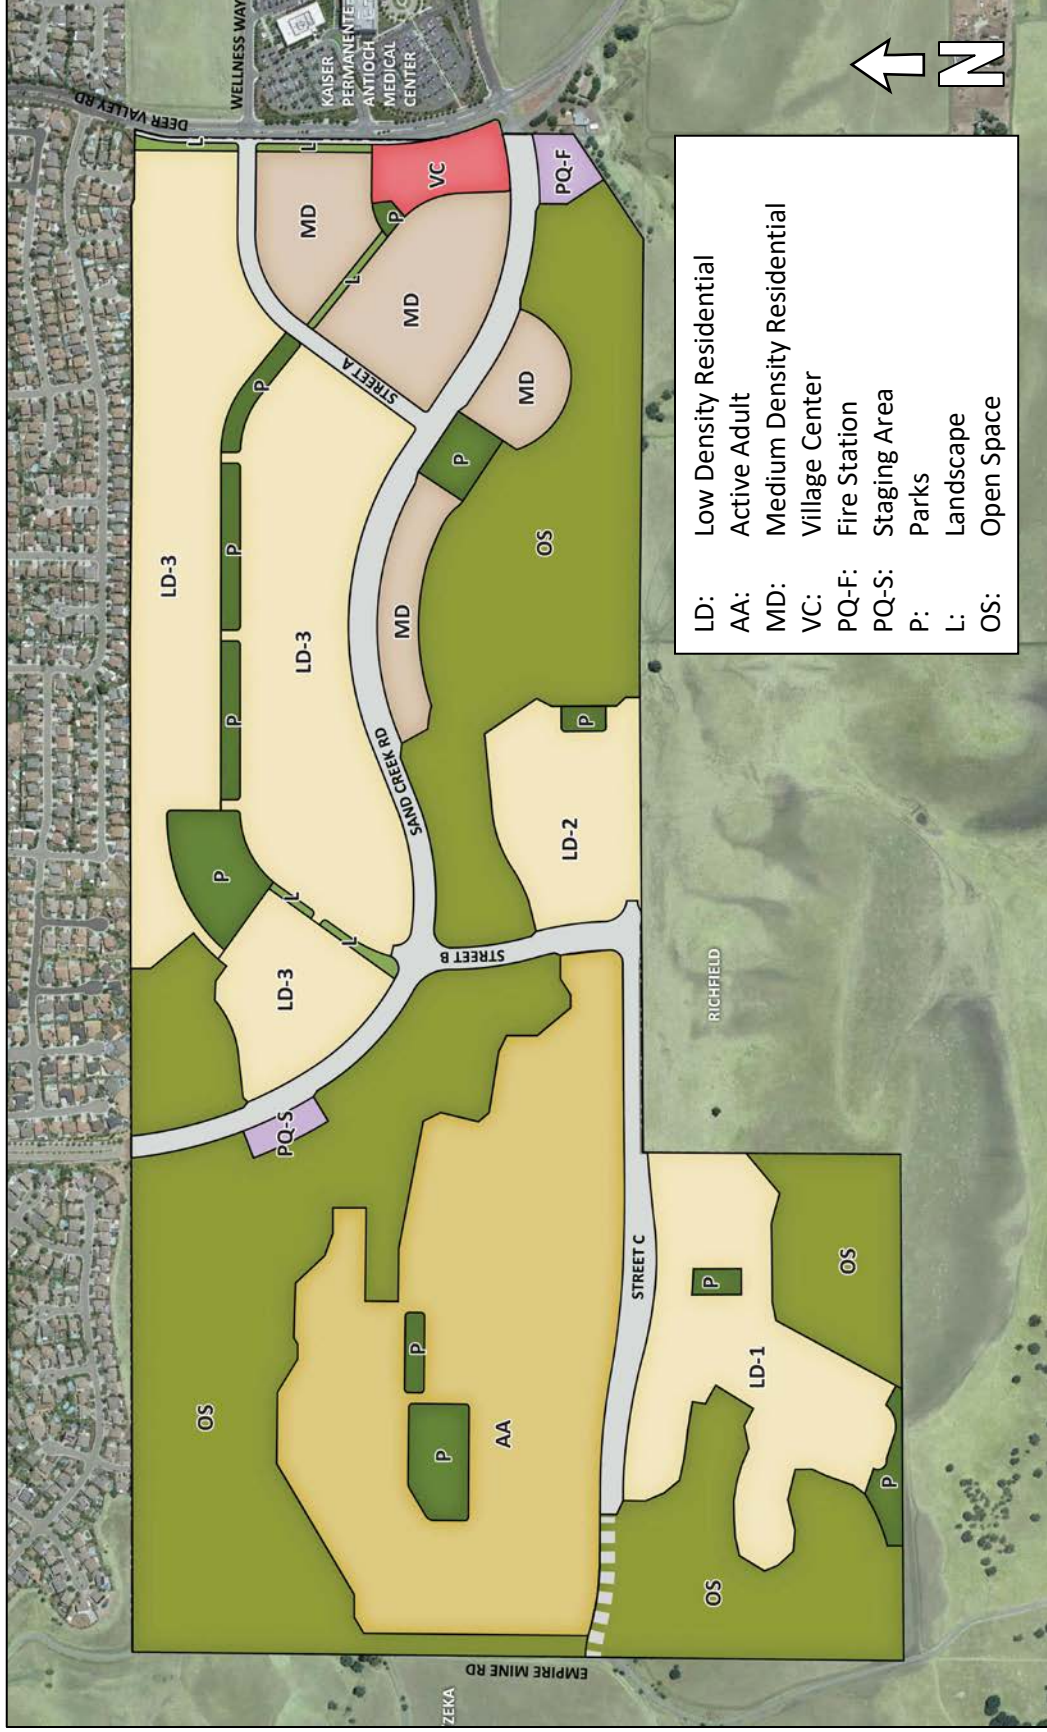 DEER VALLEY RD
WELLNESS WAY
KAISER
PERMANENTE
ANTIOCH
MEDICAL
CENTER
L
LD-3
L
OS
P
P
P
P
LD-3
PQ-S
L
LD-3
MD
L
L
STREET A
P
VC
MD
MD
SAND CREEK RD
P
P
P
ZEKA
EMPIRE MINE RD
STREET B
AA
MD
OS
PQ-F
LD-2
P
STREET C
P
OS
RICHFIELD
LD-1
OS
P
LD: Low Density Residential
AA: Active Adult
MD: Medium Density Residential
VC: Village Center
PQ-F: Fire Station
PQ-S: Staging Area
P: Parks
L: Landscape
OS: Open Space
N